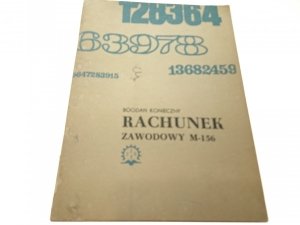 128364
63978
5647283915
13682459
BOGDAN KONIECZNY
RACHUNEK
ZAWODOWY M-156